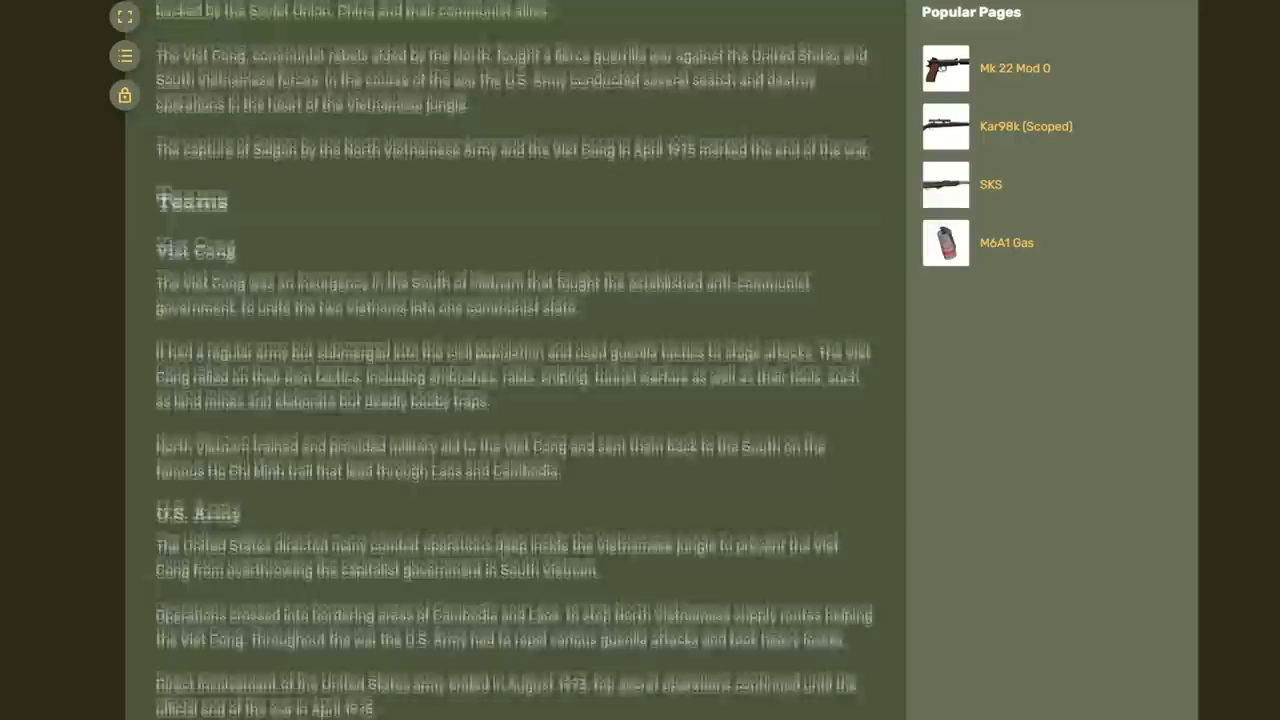 backed by the Soviet Union, China and their communist allies.
The Viet Cong, communist rebels aided by the North, fought a fierce guerilla war against the United States and
South Vietnamese forces. In the course of the war the U.S. Army conducted several search and destroy
operations in the heart of the Vietnamese jungle.
The capture of Saigon by the North Vietnamese Army and the Viet Cong in April 1975 marked the end of the war.
Teams
Viet Cong
The Viet Cong was an insurgency in the South of Vietnam that fought the established anti-communist
government, to unite the two Vietnams into one communist state.
It had a regular army but submerged into the civil population and used guerilla tactics to stage attacks. The Viet
Cong relied on their own tactics, including ambushes, raids, sniping, tunnel warfare as well as their tools, such
as land mines and elaborate but deadly booby traps.
North Vietnam trained and provided military aid to the Viet Cong and sent them back to the South on the
famous Ho Chi Minh trail that lead through Laos and Cambodia.
U.S. Army
The United States directed many combat operations deep inside the Vietnamese jungle to prevent the Viet
Cong from overthrowing the capitalist government in South Vietnam.
Operations crossed into bordering areas of Cambodia and Laos, to stop North Vietnamese supply routes helping
the Viet Cong. Throughout the war the U.S. Army had to repel various guerilla attacks and took heavy losses.
Direct involvement of the United States army ended in August 1973, but covert operations continued until the
official end of the war in April 1975.
Popular Pages
Mk 22 Mod 0
Kar98k (Scoped)
SKS
M6A1 Gas